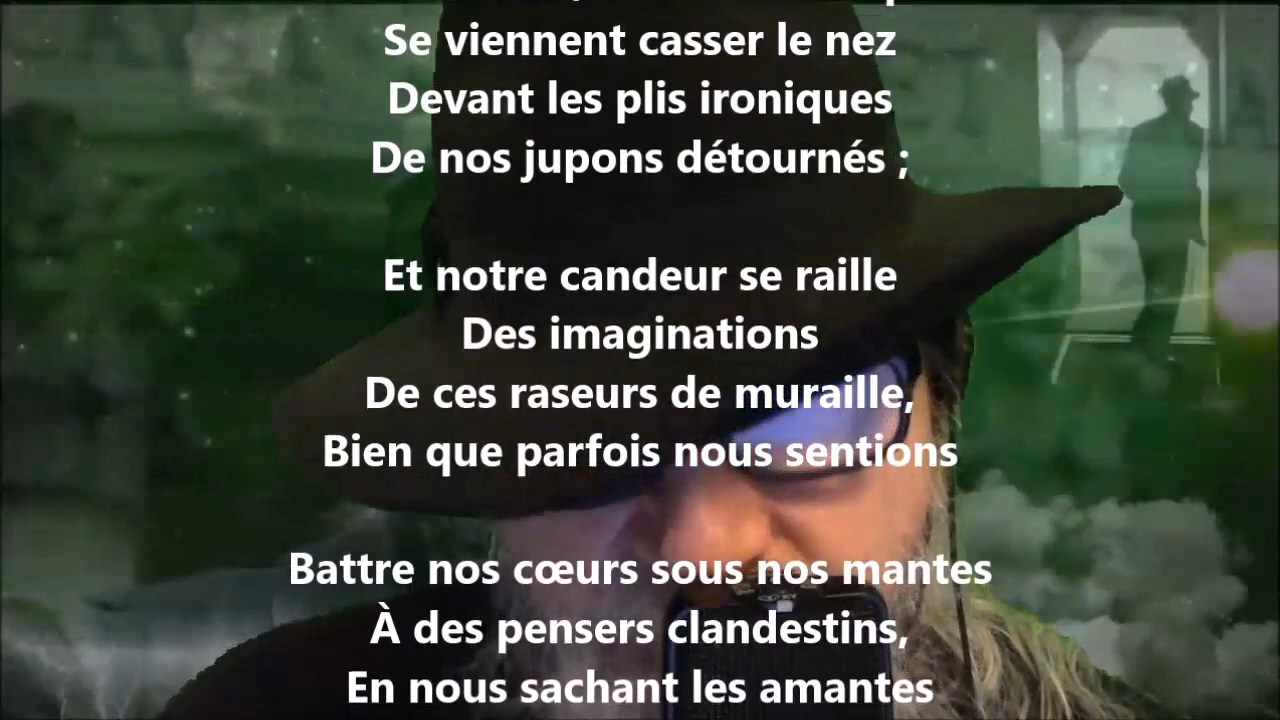 Se viennent casser le nez
Devant les plis ironiques
De nos jupons détournés ;
Et notre candeur se raille
Des imaginations
De ces raseurs de muraille,
Bien que parfois nous sentions
Battre nos cœurs sous nos mantes
À des pensers clandestins,
En nous sachant les amantes